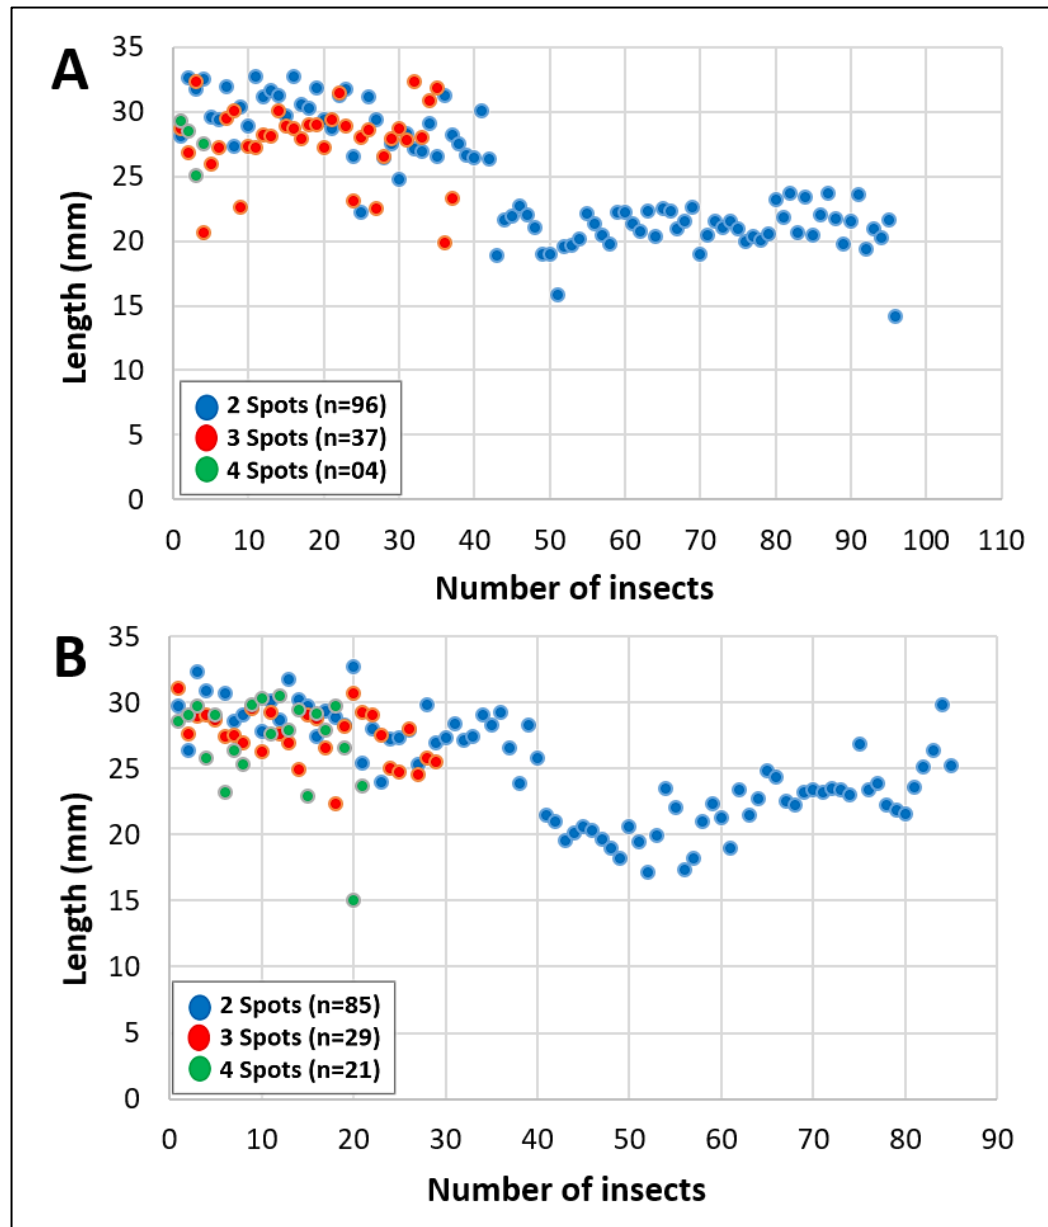 A
35
30
25
20
15
10
5
0
Length (mm)
2 Spots (n=96)
3 Spots (n=37)
4 Spots (n=04)
0 10 20 30 40 50 60 70 80 90 100 110
Number of insects
B
35
30
25
20
15
10
5
0
Length (mm)
2 Spots (n=85)
3 Spots (n=29)
4 Spots (n=21)
0 10 20 30 40 50 60 70 80 90
Number of insects